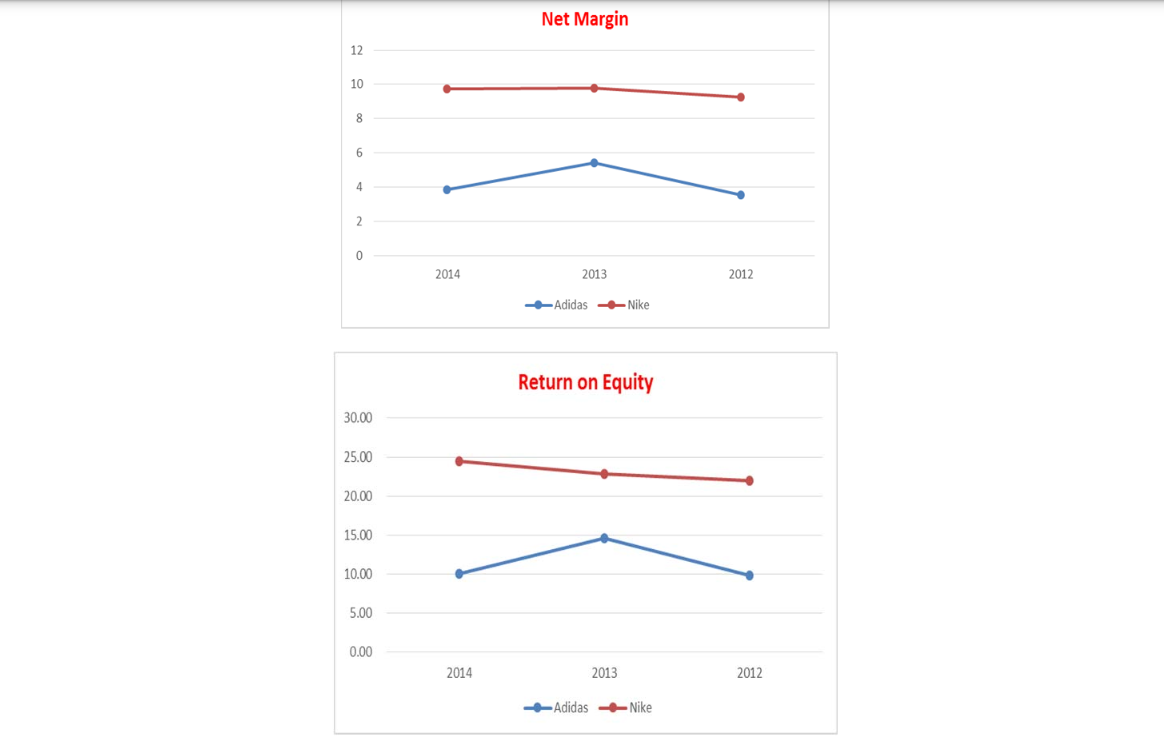 Net Margin
12
10
8
6
4
2
0
2014 2013 2012
Adidas Nike
Return on Equity
30.00
25.00
20.00
15.00
10.00
5.00
0.00
2014 2013 2012
Adidas Nike